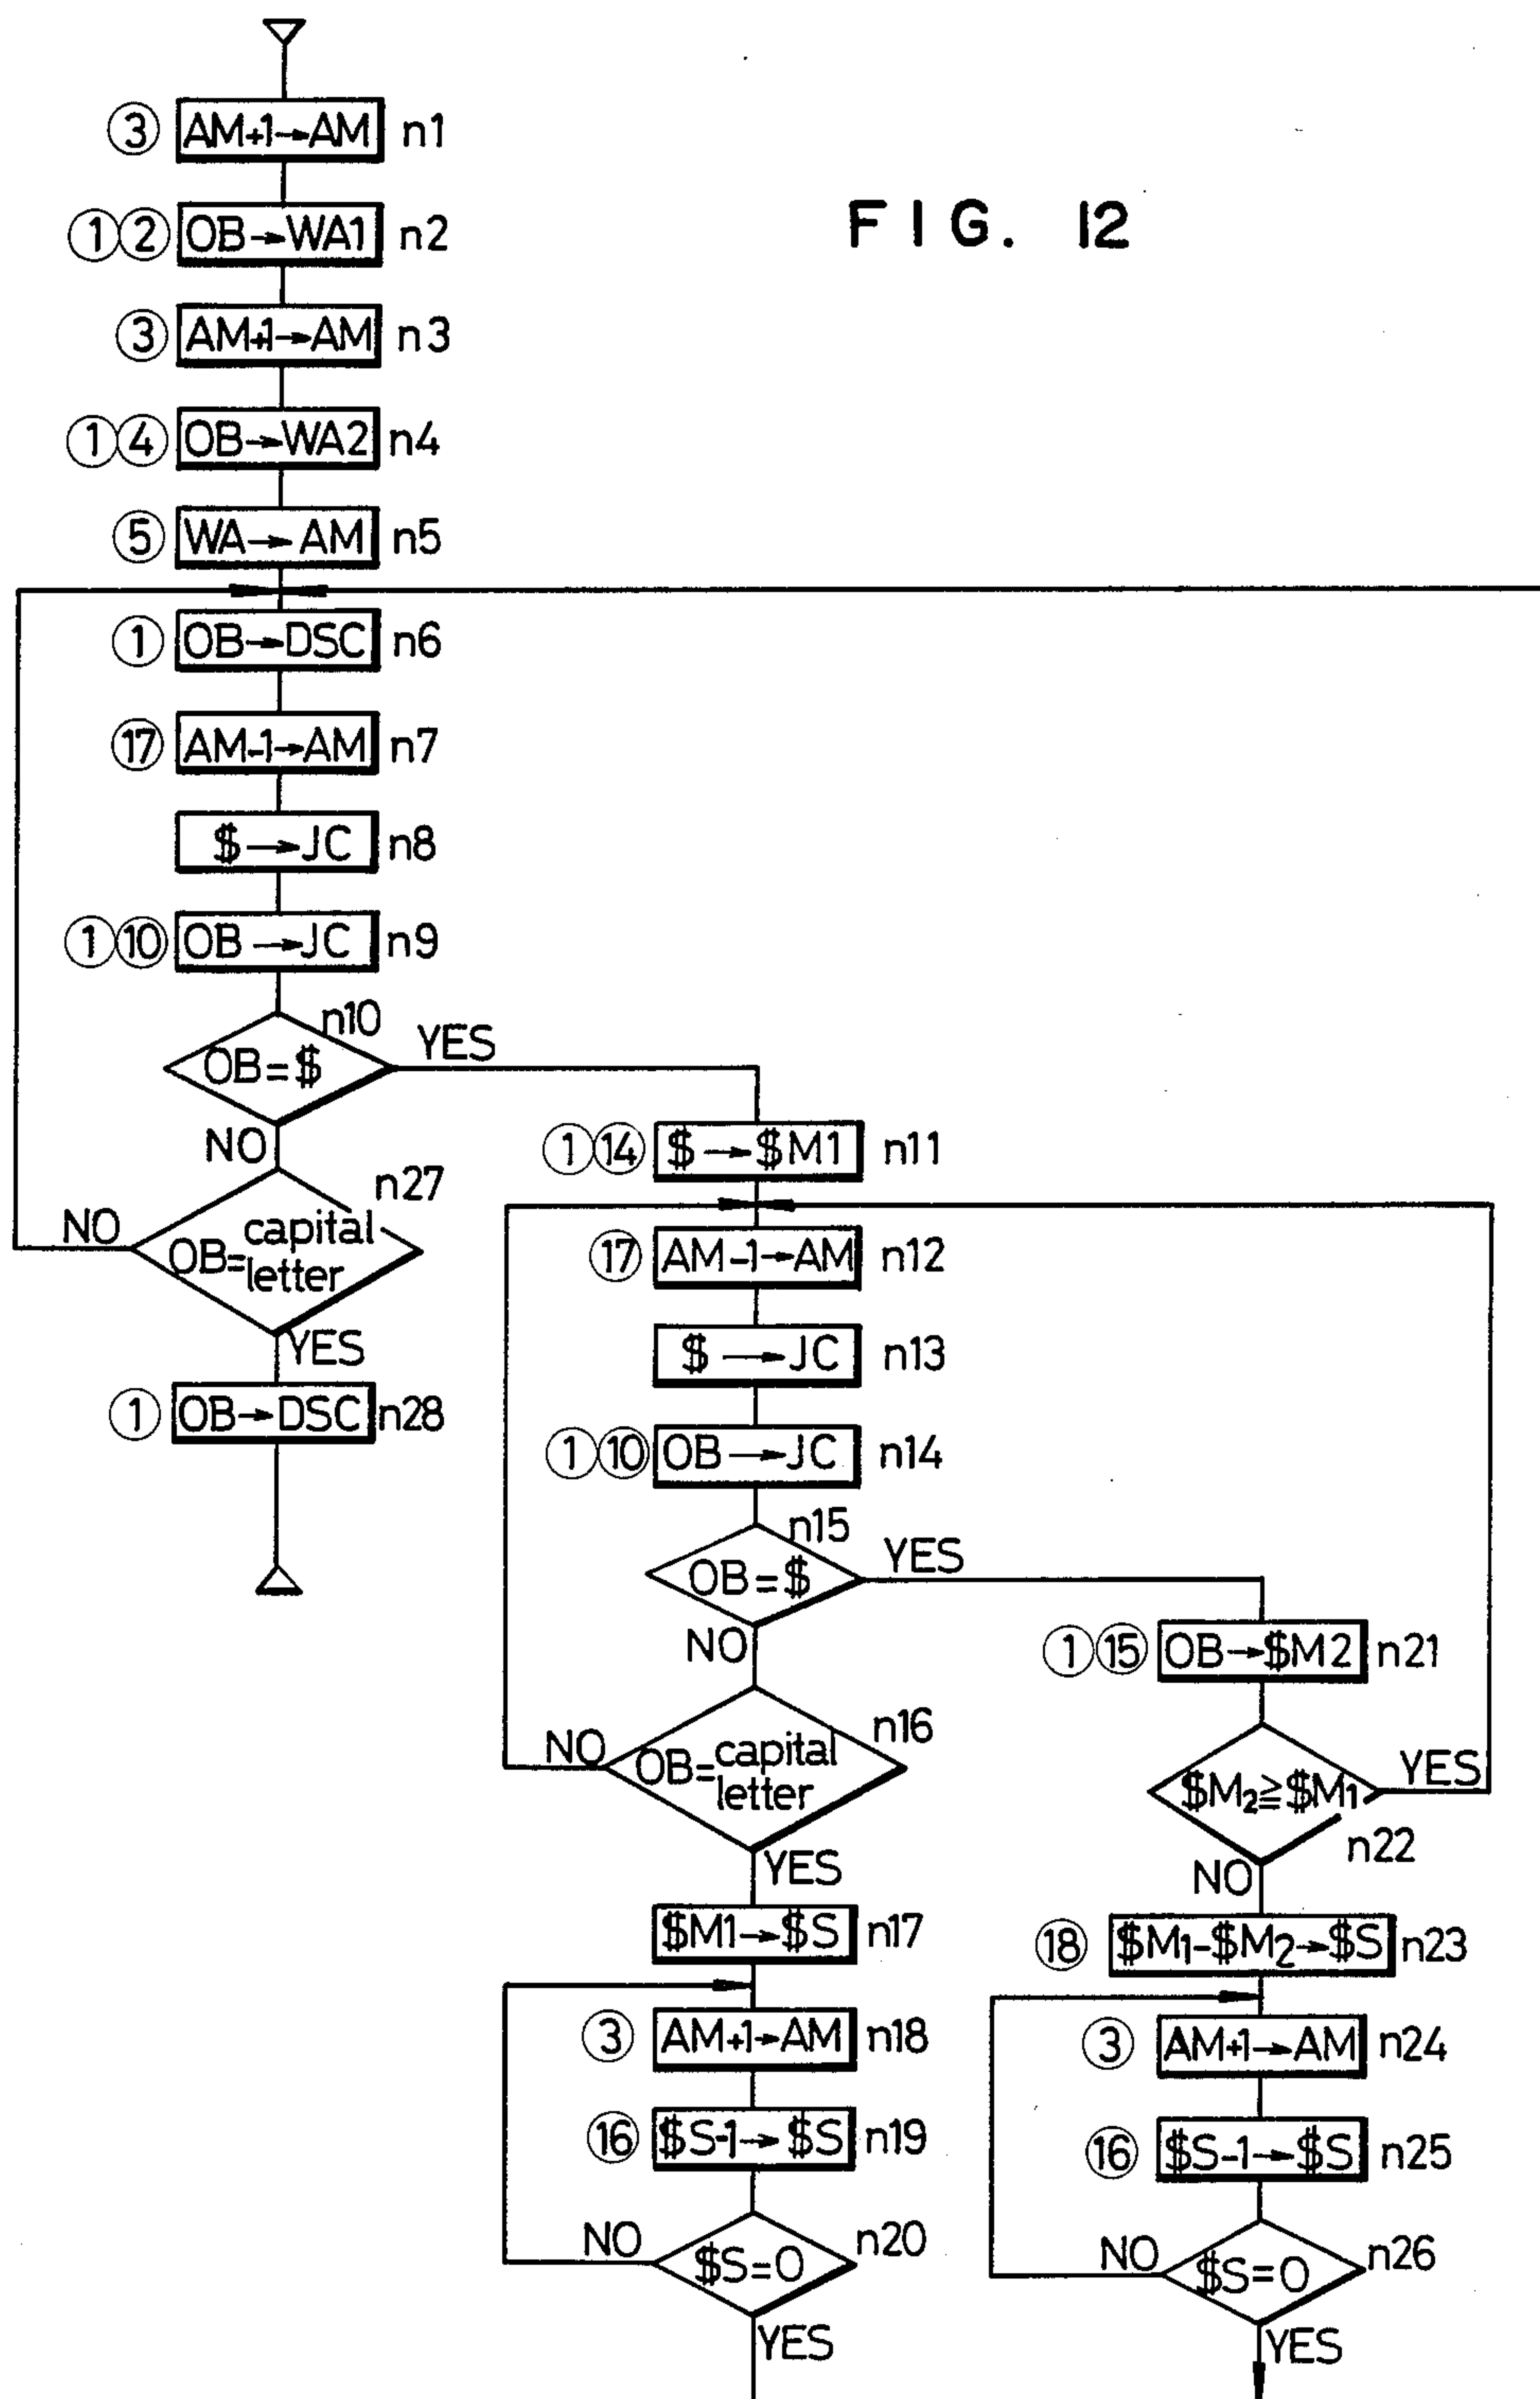 ③ AM+1→AM n1
FIG. 12
①② OB→WA1 n2
③ AM+1→AM n3
①④ OB→WA2 n4
⑤ WA→AM n5
① OB→DSC n6
⑰ AM-1→AM n7
$→JC n8
①⑩ OB→JC n9
n10
OB=$
YES
NO
①⑭ $→$M1 n11
n27
NO
OB=capital
letter
YES
① OB→DSC n28
⑰ AM-1→AM n12
$→JC n13
①⑩ OB→JC n14
n15
OB=$
YES
NO
n16
NO
OB=capital
letter
YES
$M1→$S n17
③ AM+1→AM n18
⑯ $S-1→$S n19
n20
NO
$S=0
YES
①⑮ OB→$M2 n21
$M2≧$M1
YES
n22
NO
⑱ $M1-$M2→$S n23
③ AM+1→AM n24
⑯ $S-1→$S n25
n26
NO
$S=0
YES